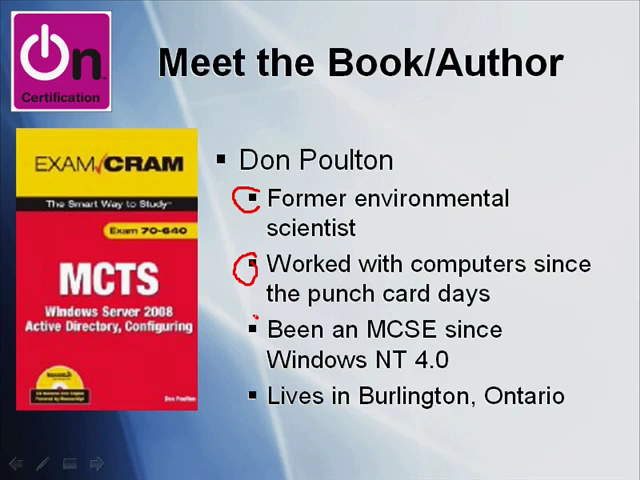 On
Certification
Meet the Book/Author
EXAM CRAM
The Smart Way to Study™
Exam 70-640
MCTS
Windows Server 2008
Active Directory, Configuring
Don Poulton
Don Poulton
Former environmental
scientist
Worked with computers since
the punch card days
Been an MCSE since
Windows NT 4.0
Lives in Burlington, Ontario